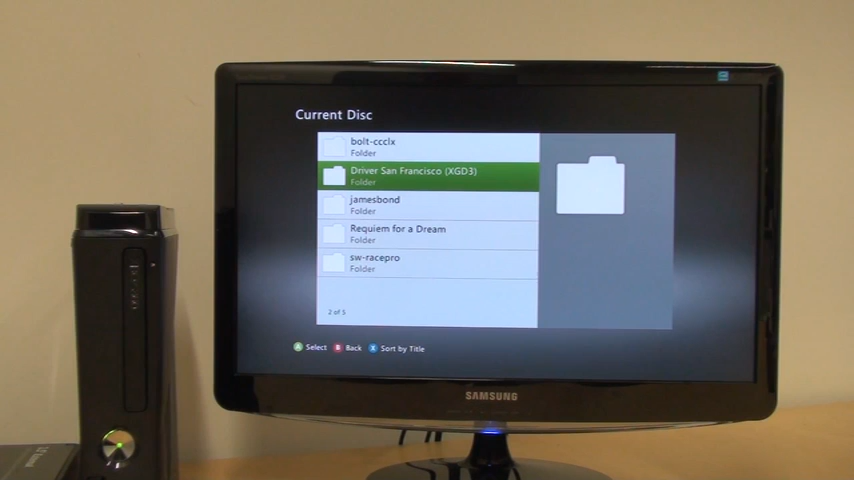 Current Disc
bolt-ccclx
Folder
Driver San Francisco (XGD3)
Folder
jamesbond
Folder
Requiem for a Dream
Folder
sw-racepro
Folder
2 of 5
A Select B Back X Sort by Title
SAMSUNG